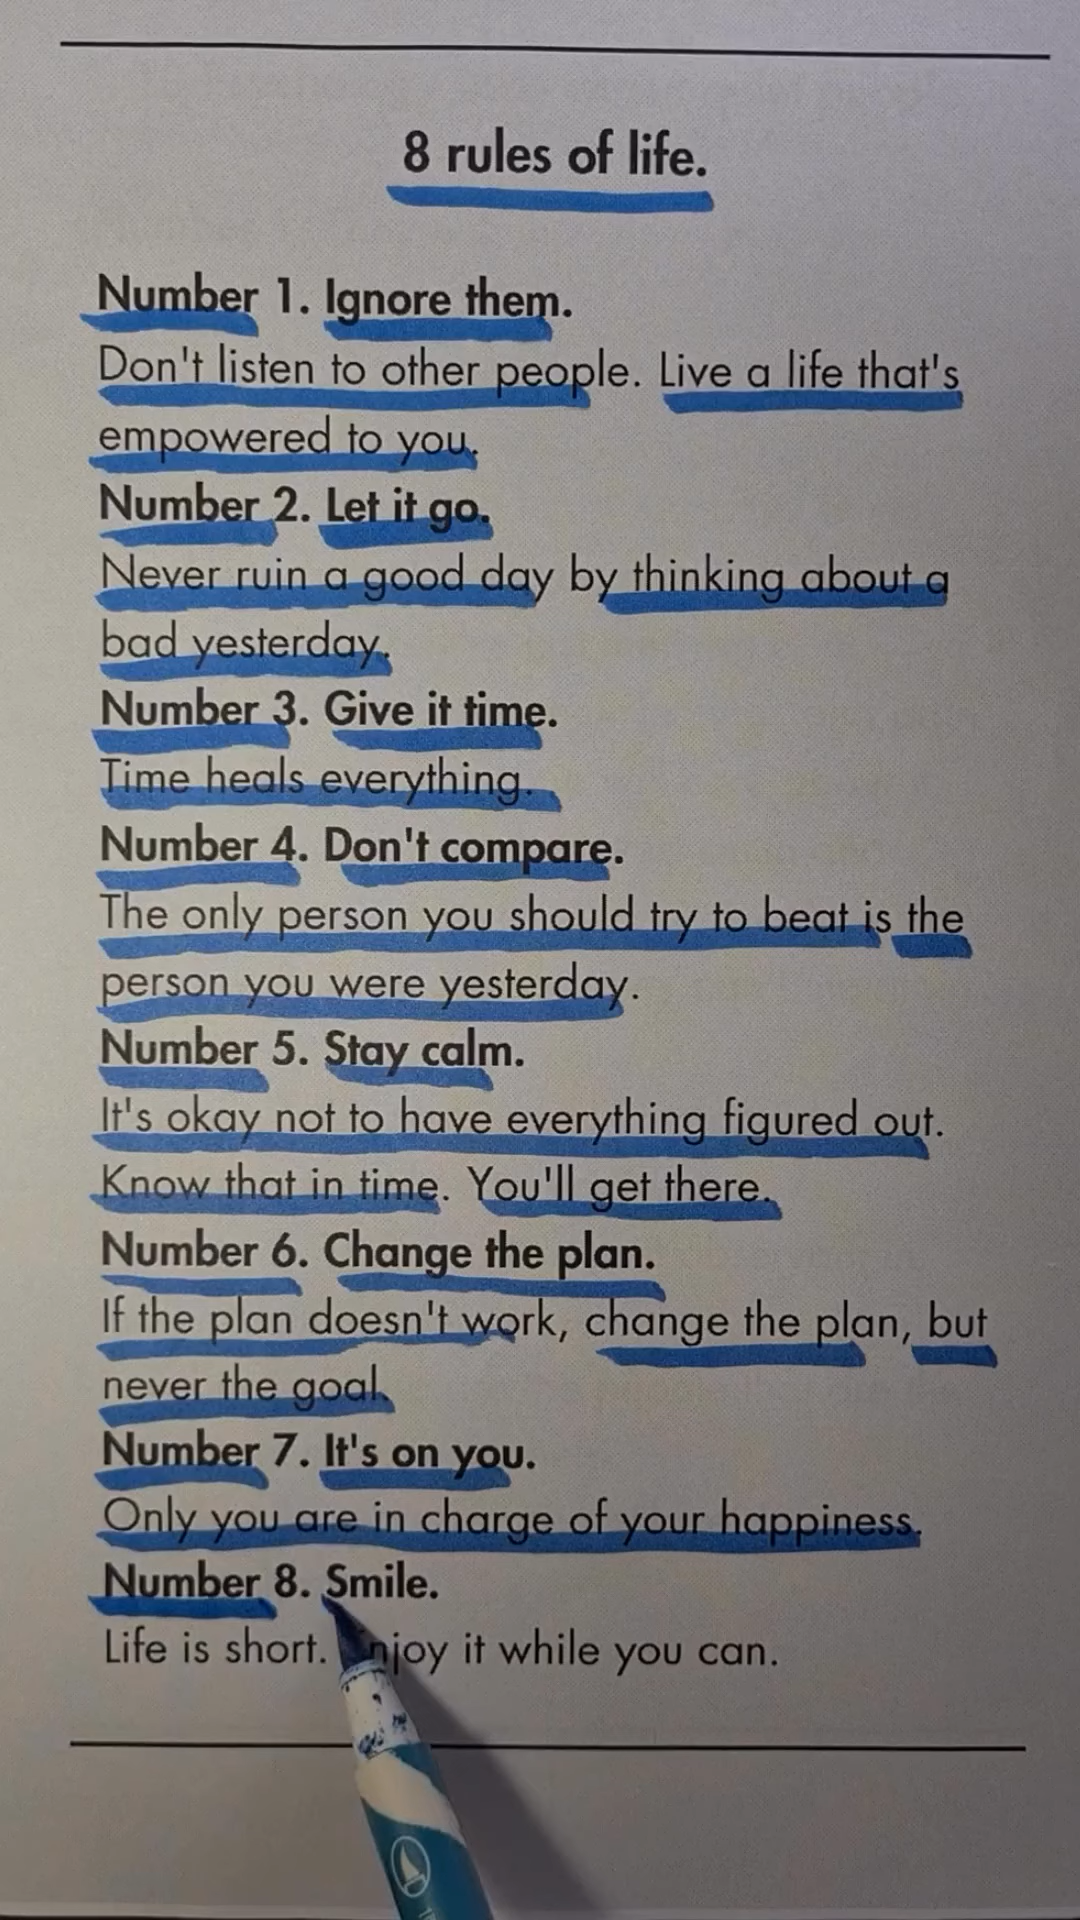 8 rules of life.
Number 1. Ignore them.
Don't listen to other people. Live a life that's
empowered to you.
Number 2. Let it go.
Never ruin a good day by thinking about a
bad yesterday.
Number 3. Give it time.
Time heals everything.
Number 4. Don't compare.
The only person you should try to beat is the
person you were yesterday.
Number 5. Stay calm.
It's okay not to have everything figured out.
Know that in time. You'll get there.
Number 6. Change the plan.
If the plan doesn't work, change the plan, but
never the goal.
Number 7. It's on you.
Only you are in charge of your happiness.
Number 8. Smile.
Life is short. Enjoy it while you can.